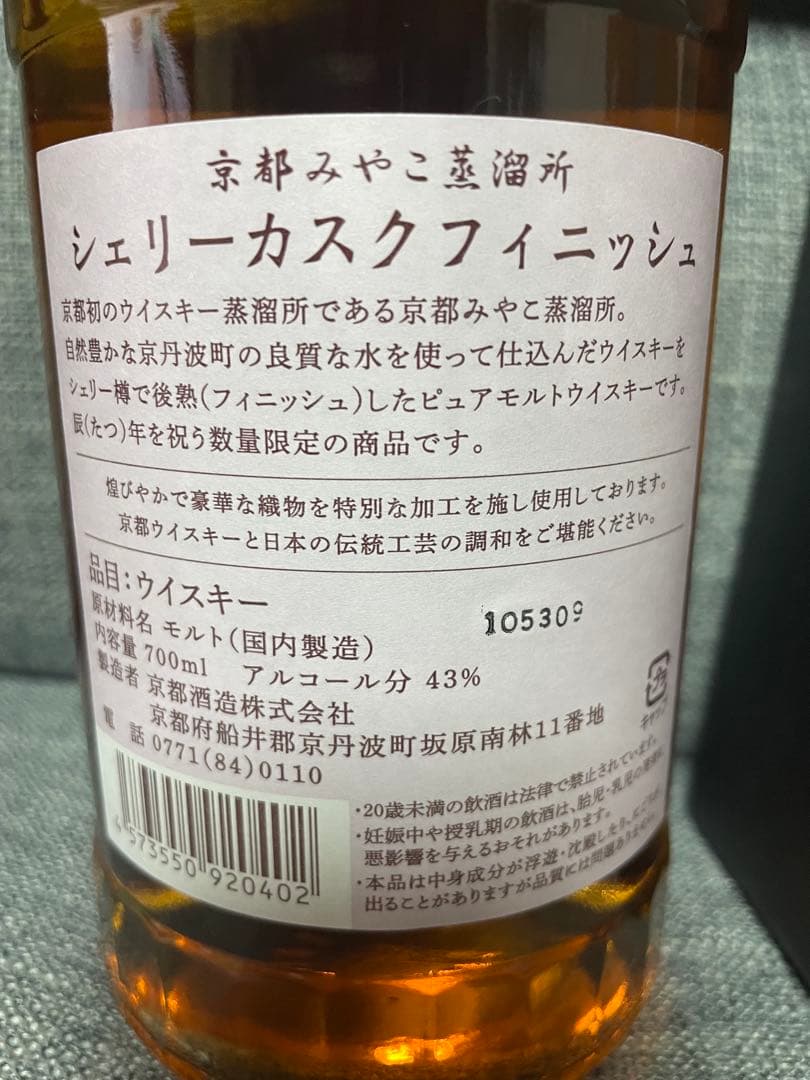 京都みやこ蒸溜所
シェリーカスクフィニッシュ
京都初のウイスキー蒸溜所である京都みやこ蒸溜所。
自然豊かな京丹波町の良質な水を使って仕込んだウイスキーを
シェリー樽で後熟(フィニッシュ)したピュアモルトウイスキーです。
辰(たつ)年を祝う数量限定の商品です。
煌びやかで豪華な織物を特別な加工を施し使用しております。
京都ウイスキーと日本の伝統工芸の調和をご堪能ください。
品目:ウイスキー
原材料名 モルト(国内製造)
105309
内容量 700ml アルコール分 43%
製造者 京都酒造株式会社
京都府船井郡京丹波町坂原南林11番地
電話 0771(84)0110
キャップ
4573550920402
・20歳未満の飲酒は法律で禁止されています。
・妊娠中や授乳期の飲酒は、胎児・乳児の発育に
悪影響を与えるおそれがあります。
・本品は中身成分が浮遊・沈殿したり、
出ることがありますが品質には問題ありません。